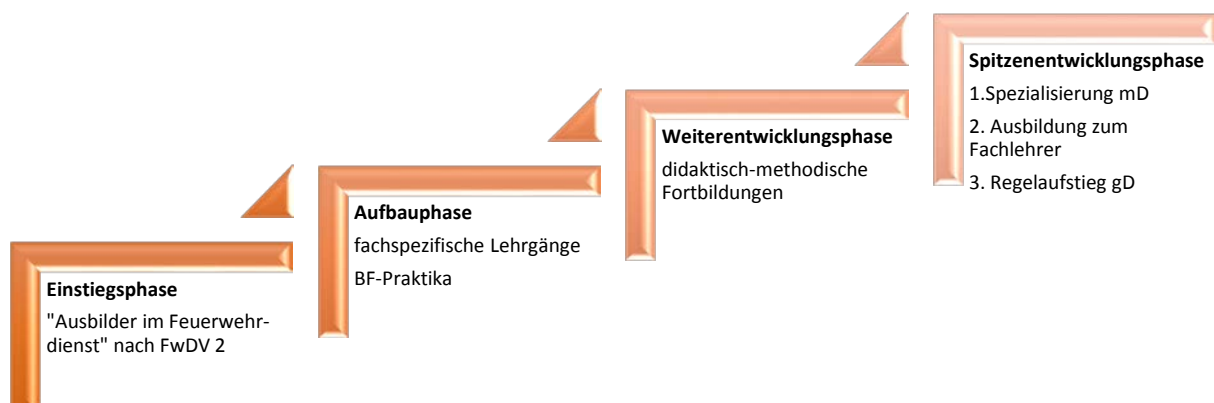 Einstiegsphase
"Ausbilder im Feuerwehr-
dienst" nach FwDV 2
Aufbauphase
fachspezifische Lehrgänge
BF-Praktika
Weiterentwicklungsphase
didaktisch-methodische
Fortbildungen
Spitzenentwicklungsphase
1.Spezialisierung mD
2. Ausbildung zum
Fachlehrer
3. Regelaufstieg gD